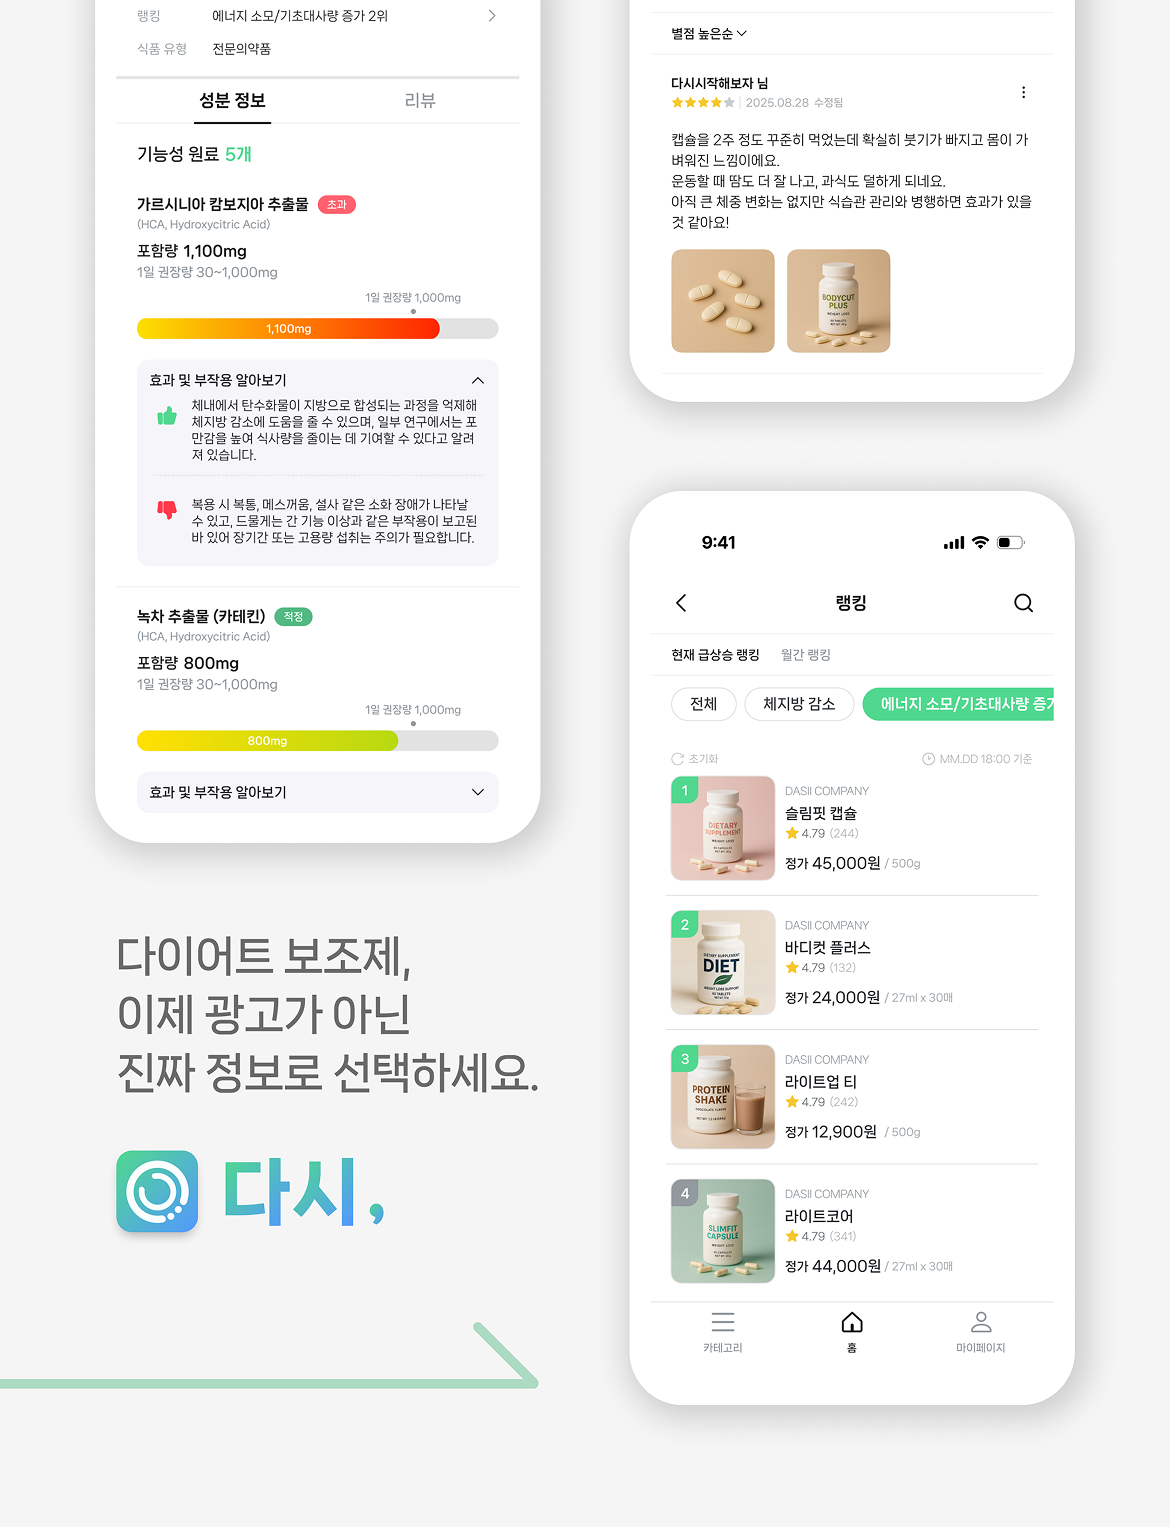 랭킹 에너지 소모/기초대사량 증가 2위
식품 유형 전문의약품
성분 정보 리뷰
기능성 원료 5개
가르시니아 캄보지아 추출물 초과
(HCA, Hydroxycitric Acid)
포함량 1,100mg
1일 권장량 30~1,000mg
1일 권장량 1,000mg
1,100mg
효과 및 부작용 알아보기
체내에서 탄수화물이 지방으로 합성되는 과정을 억제해
체지방 감소에 도움을 줄 수 있으며, 일부 연구에서는 포
만감을 높여 식사량을 줄이는 데 기여할 수 있다고 알려
져 있습니다.
복용 시 복통, 메스꺼움, 설사 같은 소화 장애가 나타날
수 있고, 드물게는 간 기능 이상과 같은 부작용이 보고된
바 있어 장기간 또는 고용량 섭취는 주의가 필요합니다.
녹차 추출물 (카테킨) 적정
(HCA, Hydroxycitric Acid)
포함량 800mg
1일 권장량 30~1,000mg
1일 권장량 1,000mg
800mg
효과 및 부작용 알아보기
다이어트 보조제,
이제 광고가 아닌
진짜 정보로 선택하세요.
다시,
별점 높은순
다시시작해보자 님
2025.08.28 수정됨
캡슐을 2주 정도 꾸준히 먹었는데 확실히 붓기가 빠지고 몸이 가
벼워진 느낌이에요.
운동할 때 땀도 더 잘 나고, 과식도 덜하게 되네요.
아직 큰 체중 변화는 없지만 식습관 관리와 병행하면 효과가 있을
것 같아요!
BODYCUT
PLUS
WEIGHT LOSS
9:41
랭킹
현재 급상승 랭킹 월간 랭킹
전체 체지방 감소 에너지 소모/기초대사량 증가
초기화 MM.DD 18:00 기준
1
DIETARY
SUPPLEMENT
WEIGHT LOSS
DASII COMPANY
슬림핏 캡슐
4.79 (244)
정가 45,000원 / 500g
2
DIETARY SUPPLEMENT
DIET
WEIGHT LOSS SUPPORT
DASII COMPANY
바디컷 플러스
4.79 (132)
정가 24,000원 / 27ml x 30매
3
PROTEIN
SHAKE
CHOCOLATE FLAVOR
DASII COMPANY
라이트업 티
4.79 (242)
정가 12,900원 / 500g
4
SLIMFIT
CAPSULE
WEIGHT LOSS
DASII COMPANY
라이트코어
4.79 (341)
정가 44,000원 / 27ml x 30매
카테고리 홈 마이페이지